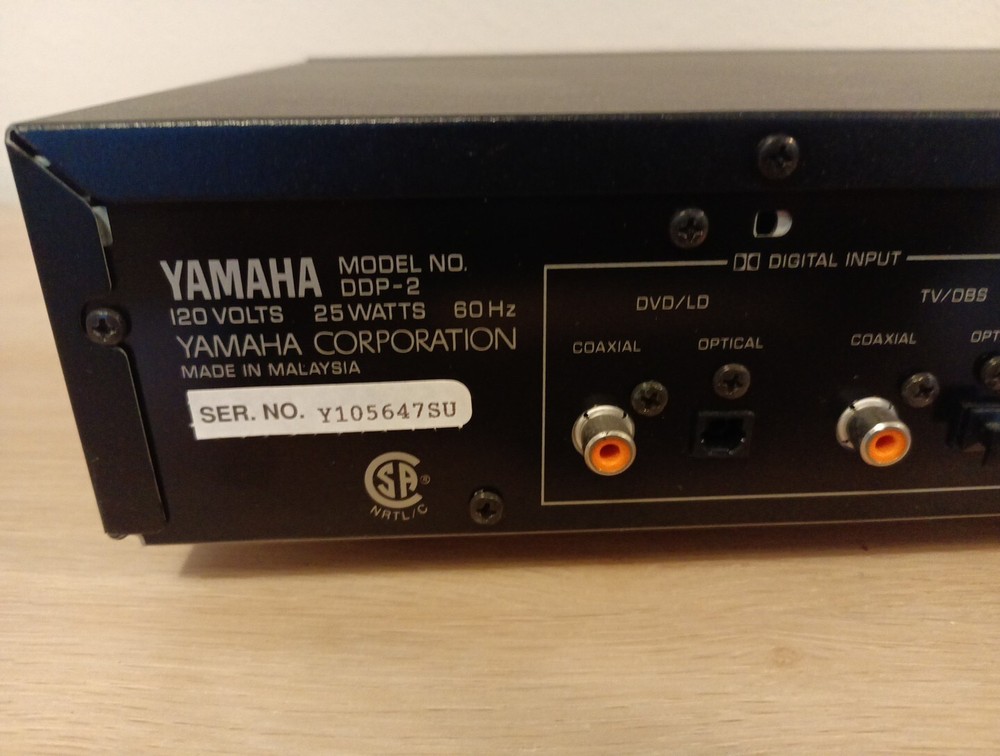 YAMAHA MODEL NO. DDP-2
120 VOLTS 25 WATTS 60 Hz
YAMAHA CORPORATION
MADE IN MALAYSIA
SER. NO. Y105647SU
CSA®
NRTL/C
DIGITAL INPUT
DVD/LD
COAXIAL OPTICAL
TV/DBS
COAXIAL